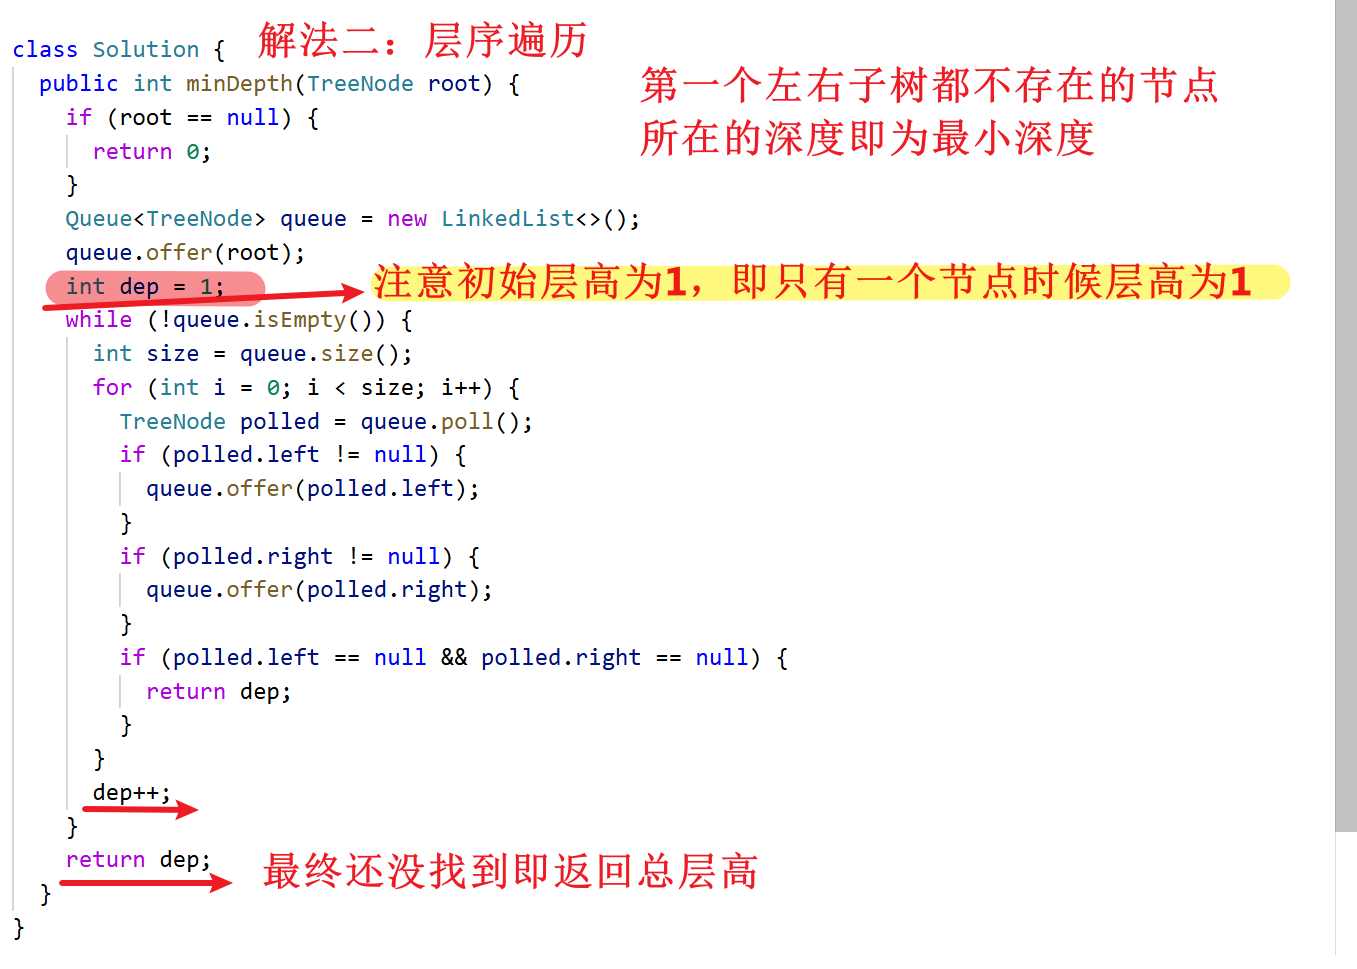 class Solution {
解法二：层序遍历
public int minDepth(TreeNode root) {
第一个左右子树都不存在的节点
if (root == null) {
所在的深度即为最小深度
return 0;
}
Queue<TreeNode> queue = new LinkedList<>();
queue.offer(root);
int dep = 1;
注意初始层高为1，即只有一个节点时候层高为1
while (!queue.isEmpty()) {
int size = queue.size();
for (int i = 0; i < size; i++) {
TreeNode polled = queue.poll();
if (polled.left != null) {
queue.offer(polled.left);
}
if (polled.right != null) {
queue.offer(polled.right);
}
if (polled.left == null && polled.right == null) {
return dep;
}
}
dep++;
}
return dep;
最终还没找到即返回总层高
}
}